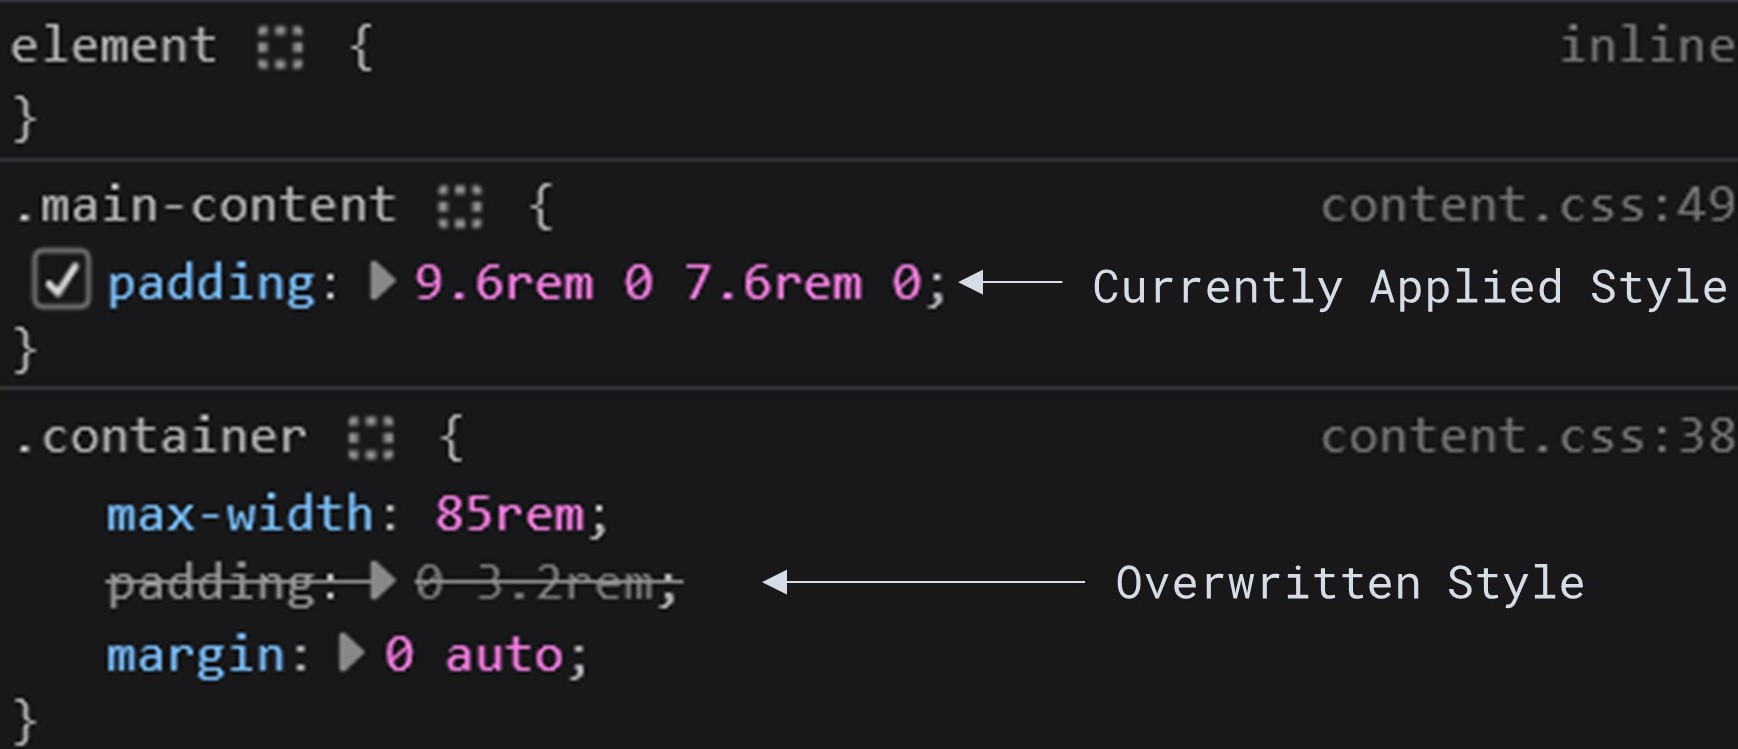 element { inline
}
.main-content { content.css:49
padding: 9.6rem 0 7.6rem 0; Currently Applied Style
}
.container { content.css:38
max-width: 85rem;
padding: 0 3.2rem; Overwritten Style
margin: 0 auto;
}